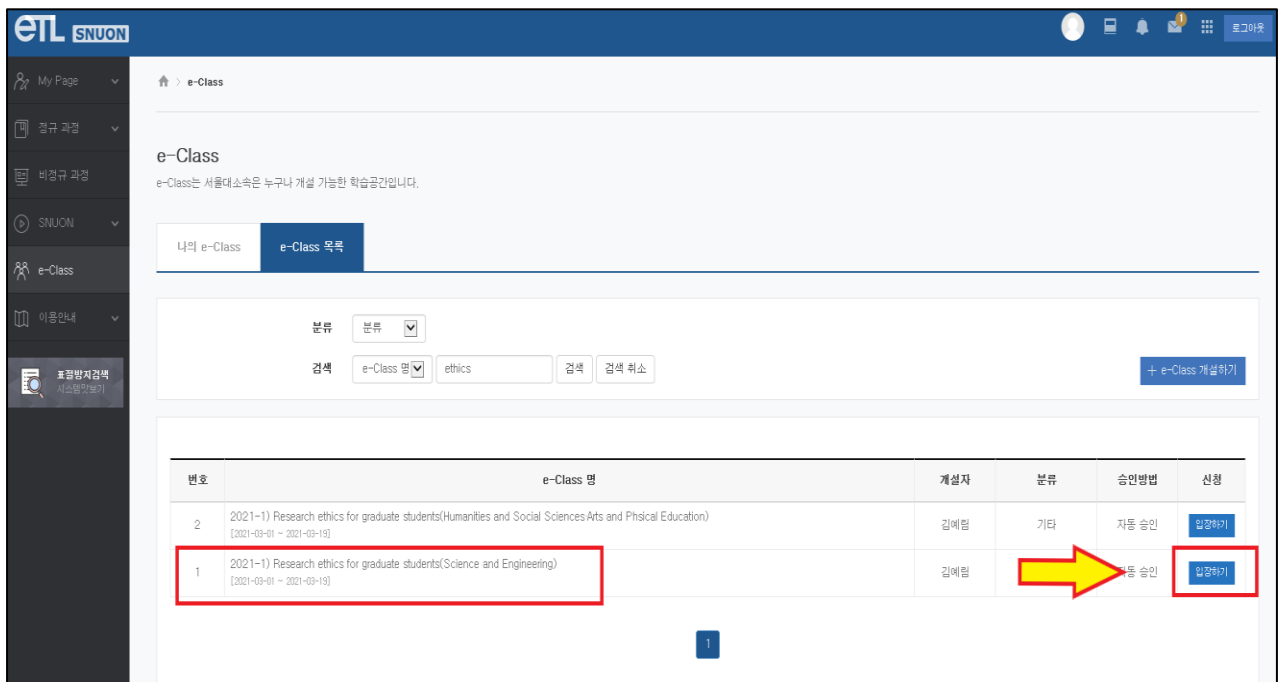 eTL SNUON
1
로그아웃
My Page
정규 과정
비정규 과정
SNUON
e-Class
이용안내
표절방지검색
시스템맛보기
e-Class
e-Class
e-Class는 서울대소속은 누구나 개설 가능한 학습공간입니다.
나의 e-Class
e-Class 목록
분류 분류
검색 e-Class 명 ethics 검색 검색 취소
+ e-Class 개설하기
번호 e-Class 명 개설자 분류 승인방법 신청
2 2021-1) Research ethics for graduate students(Humanities and Social Sciences·Arts and Phsical Education) 김예림 기타 자동 승인 입장하기
[2021-03-01 ~ 2021-03-19]
1 2021-1) Research ethics for graduate students(Science and Engineering) 김예림 승인 입장하기
[2021-03-01 ~ 2021-03-19]
1